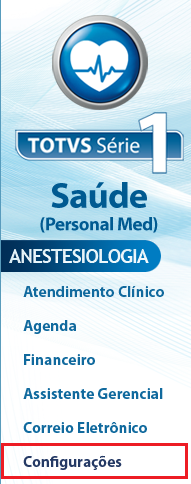 TOTVS Série 1
Saúde
(Personal Med)
ANESTESIOLOGIA
Atendimento Clínico
Agenda
Financeiro
Assistente Gerencial
Correio Eletrônico
Configurações